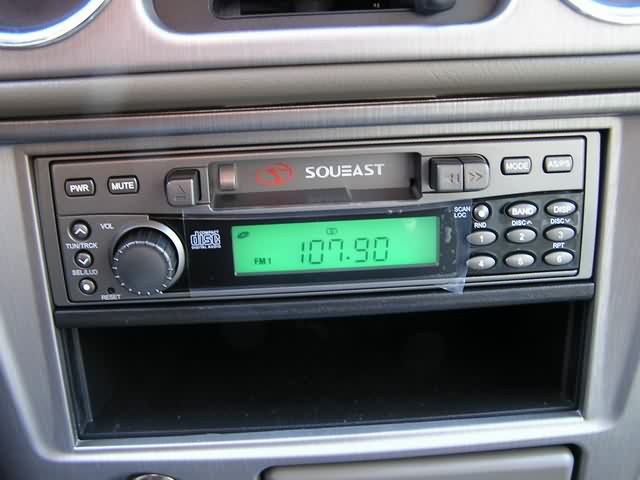 PWR
MUTE
SOUEAST
MODE
AS/PS
VOL
TUN/TRCK
SEL/LUD
RESET
COMPACT
disc
DIGITAL AUDIO
107.90
FM 1
SCAN
LOC
BAND
DISP
RND
DISC
DISC
1
2
3
RPT
4
5
6